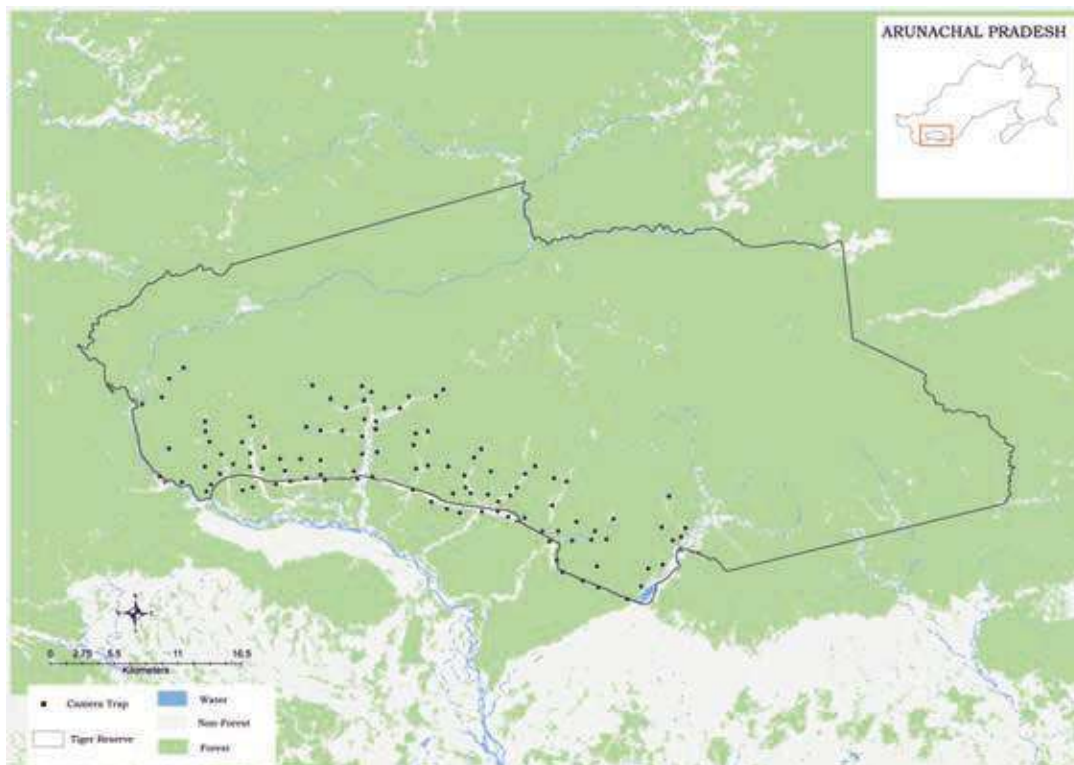 ARUNACHAL PRADESH
0 2.75 5.5 11 16.5
Kilometers
Camera Trap
Tiger Reserve
Water
Non-Forest
Forest